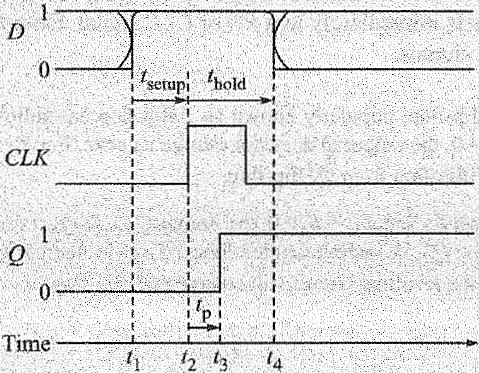 D
1
0
t_setup t_hold
CLK
Q
1
0
t_p
Time
t_1 t_2 t_3 t_4